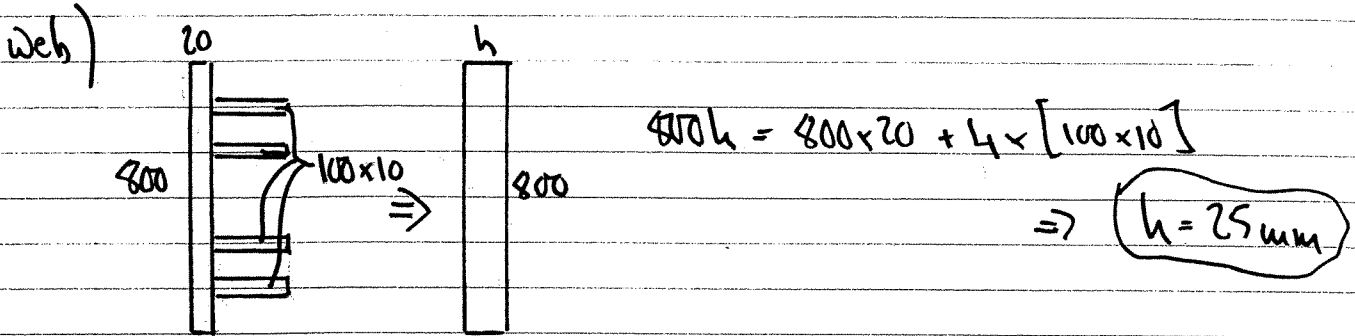 Web)
20
h
800
100x10
=>
800
800h = 800x20 + 4x[100x10]
=> h = 25mm